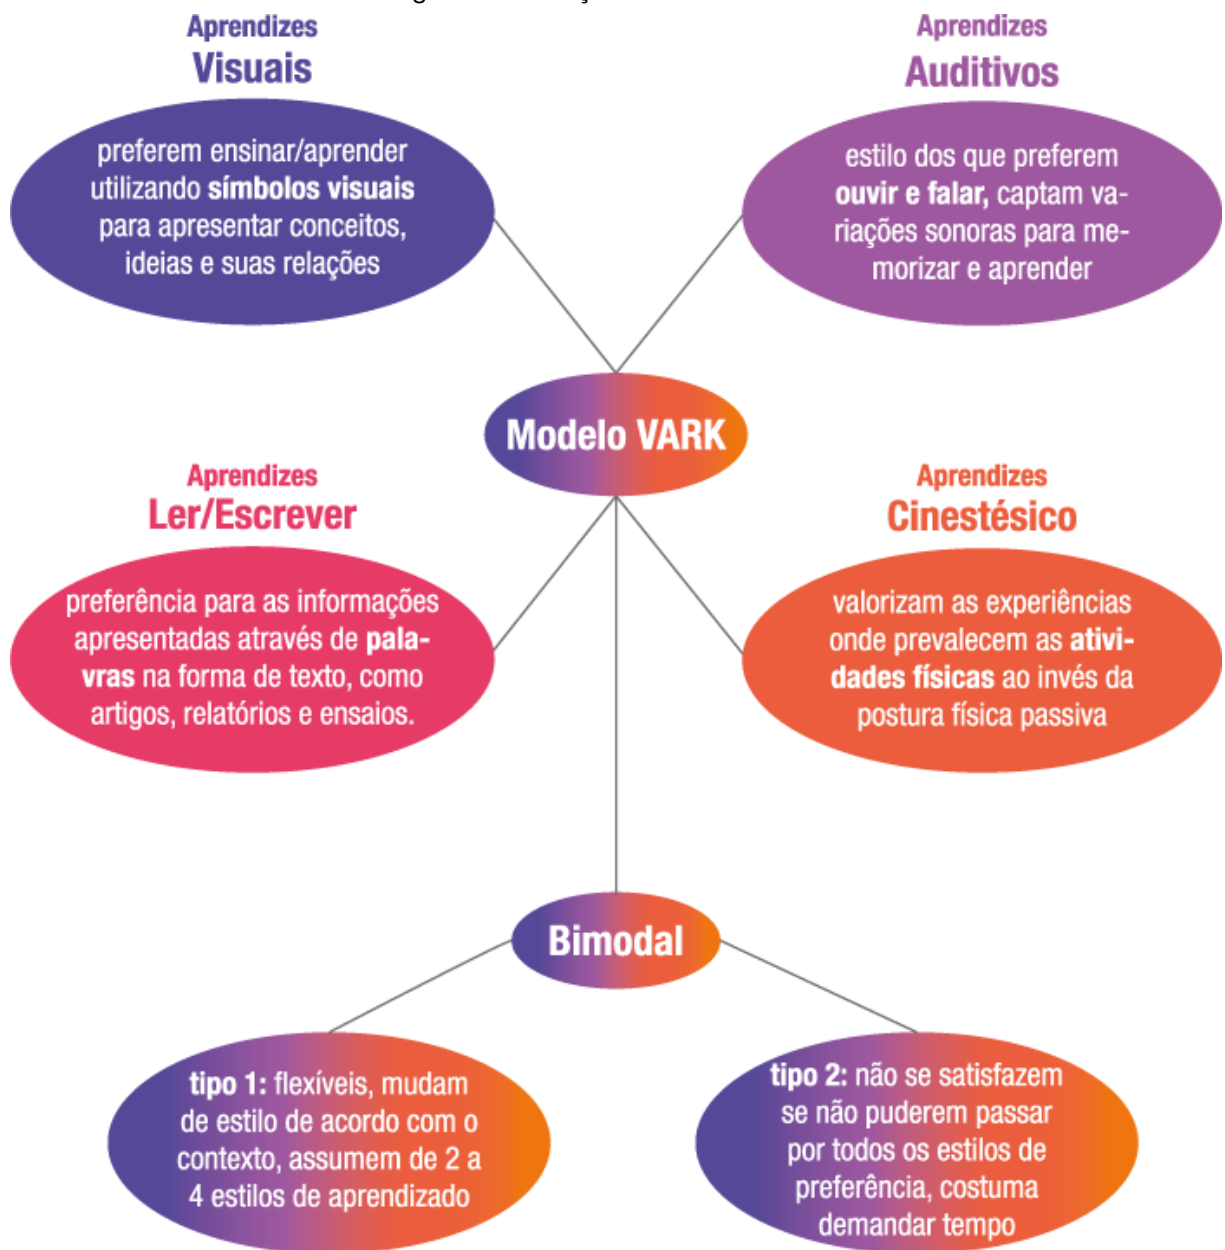 Aprendizes
Visuais
preferem ensinar/aprender
utilizando símbolos visuais
para apresentar conceitos,
ideias e suas relações
Aprendizes
Auditivos
estilo dos que preferem
ouvir e falar, captam va-
riações sonoras para me-
morizar e aprender
Modelo VARK
Aprendizes
Ler/Escrever
preferência para as informações
apresentadas através de pala-
vras na forma de texto, como
artigos, relatórios e ensaios.
Aprendizes
Cinestésico
valorizam as experiências
onde prevalecem as ativi-
dades físicas ao invés da
postura física passiva
Bimodal
tipo 1: flexíveis, mudam
de estilo de acordo com o
contexto, assumem de 2 a
4 estilos de aprendizado
tipo 2: não se satisfazem
se não puderem passar
por todos os estilos de
preferência, costuma
demandar tempo